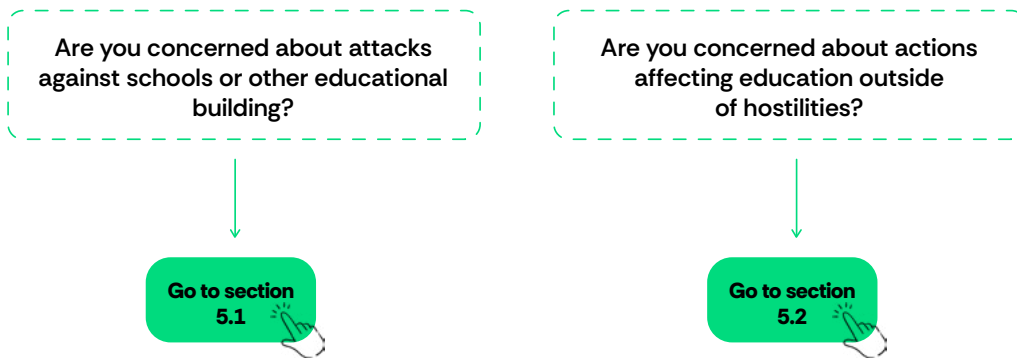 Are you concerned about attacks
against schools or other educational
building?
Go to section
5.1
Are you concerned about actions
affecting education outside
of hostilities?
Go to section
5.2